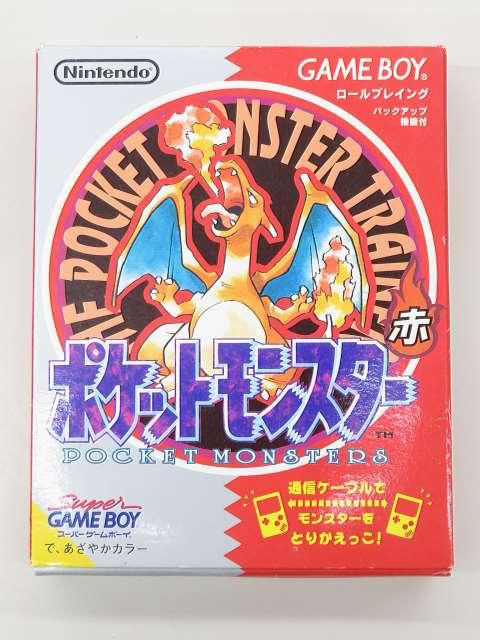 Nintendo®
GAME BOY®
ロールプレイング
バックアップ
機能付
THE POCKET MONSTER TRAINER
赤
ポケットモンスター
TM
POCKET MONSTERS
Super
GAME BOY
スーパーゲームボーイ
で、あざやかカラー
通信ケーブルで
モンスターを
とりかえっこ!